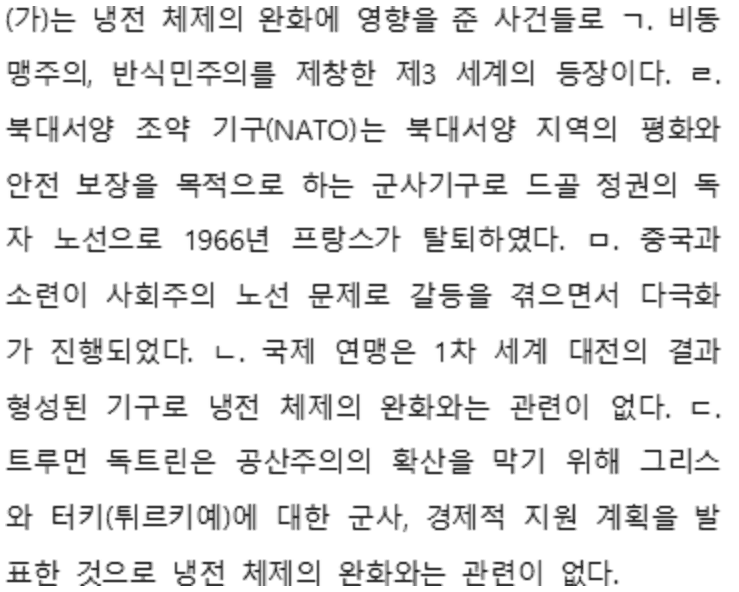 (가)는 냉전 체제의 완화에 영향을 준 사건들로 ㄱ. 비동
맹주의, 반식민주의를 제창한 제3 세계의 등장이다. ㄹ.
북대서양 조약 기구(NATO)는 북대서양 지역의 평화와
안전 보장을 목적으로 하는 군사기구로 드골 정권의 독
자 노선으로 1966년 프랑스가 탈퇴하였다. ㅁ. 중국과
소련이 사회주의 노선 문제로 갈등을 겪으면서 다극화
가 진행되었다. ㄴ. 국제 연맹은 1차 세계 대전의 결과
형성된 기구로 냉전 체제의 완화와는 관련이 없다. ㄷ.
트루먼 독트린은 공산주의의 확산을 막기 위해 그리스
와 터키(튀르키예)에 대한 군사, 경제적 지원 계획을 발
표한 것으로 냉전 체제의 완화와는 관련이 없다.